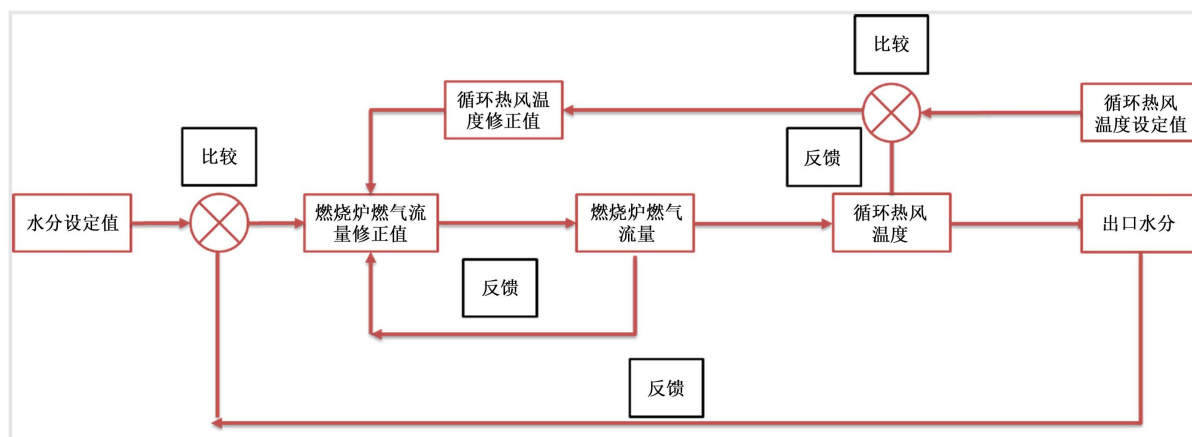 比较
循环热风温
度修正值
循环热风
温度设定值
比较
反馈
水分设定值
燃烧炉燃气流
量修正值
燃烧炉燃气
流量
循环热风
温度
出口水分
反馈
反馈